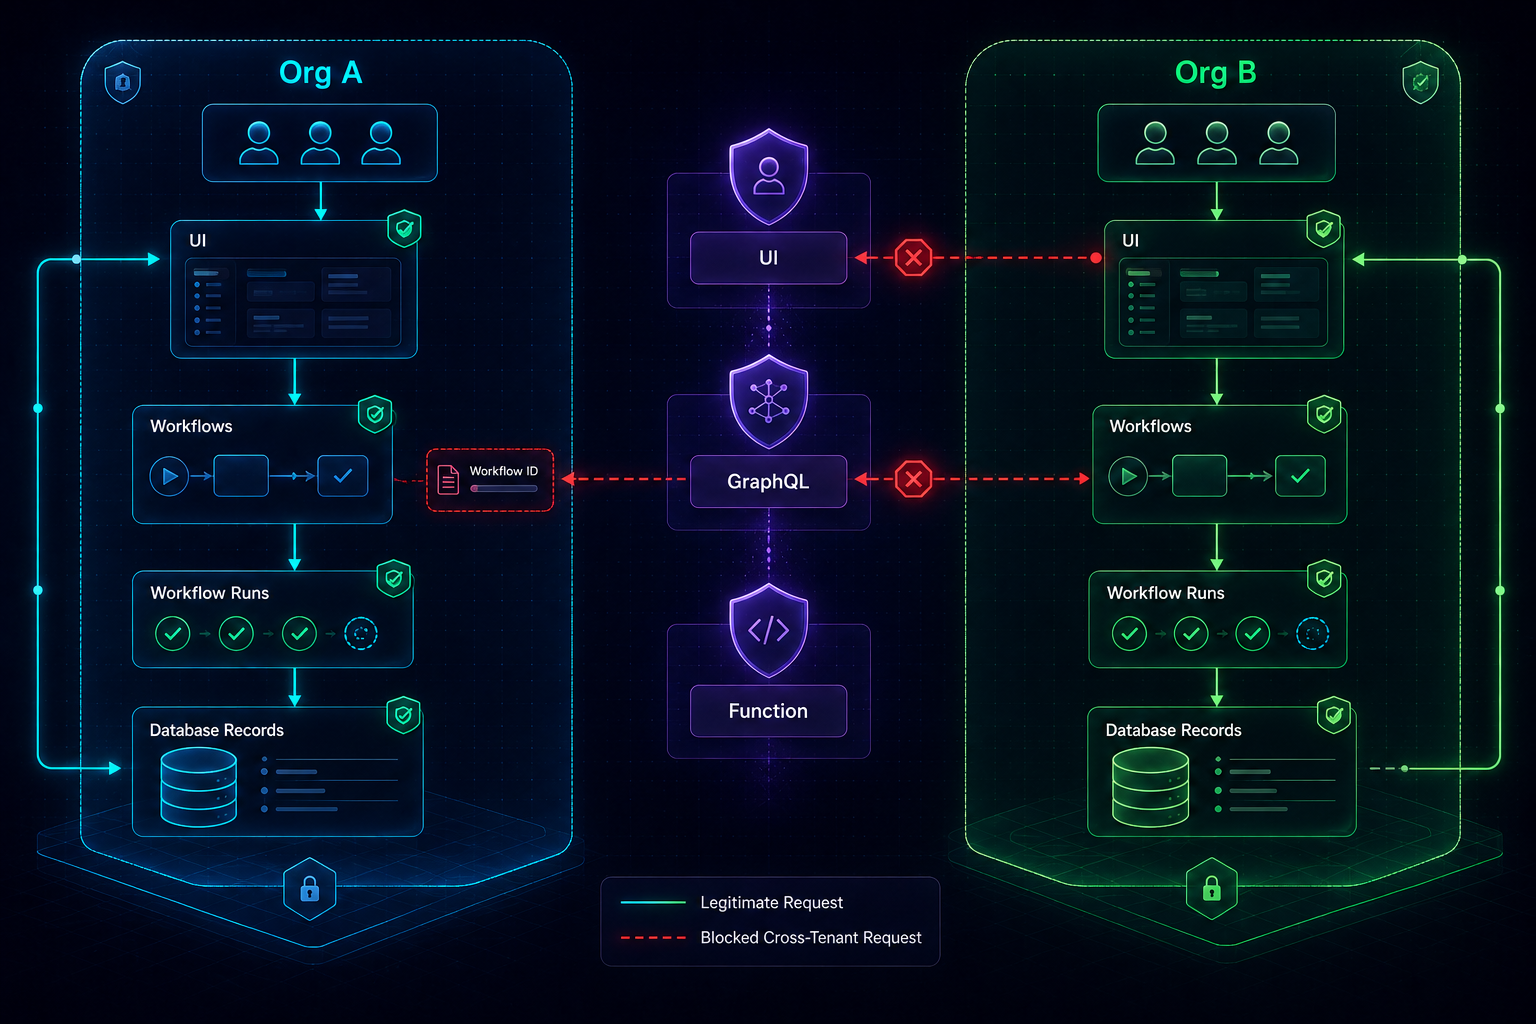 Org A
UI
Workflows
Workflow ID
Workflow Runs
Database Records
UI
GraphQL
Function
Org B
UI
Workflows
Workflow Runs
Database Records
Legitimate Request
Blocked Cross-Tenant Request